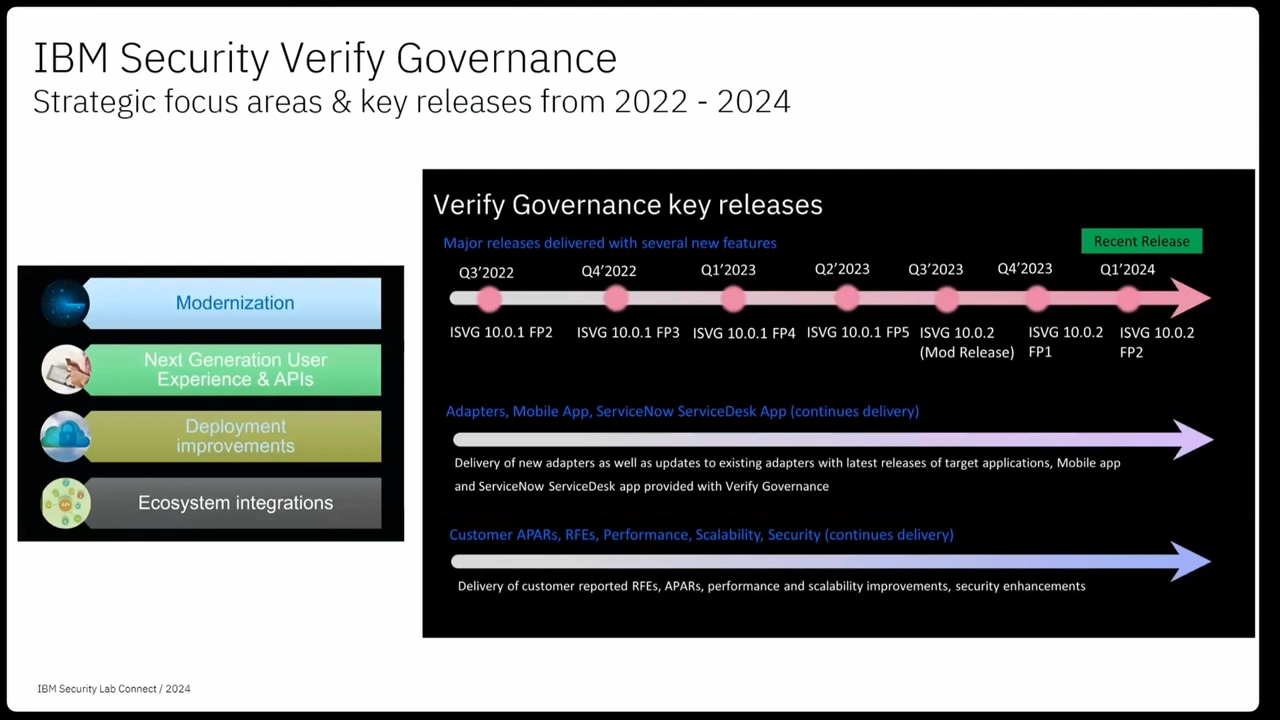 IBM Security Verify Governance
Strategic focus areas & key releases from 2022 - 2024
Modernization
Next Generation User
Experience & APIs
Deployment
improvements
API
Ecosystem integrations
Verify Governance key releases
Major releases delivered with several new features
Recent Release
Q3’2022 Q4’2022 Q1’2023 Q2’2023 Q3’2023 Q4’2023 Q1’2024
ISVG 10.0.1 FP2 ISVG 10.0.1 FP3 ISVG 10.0.1 FP4 ISVG 10.0.1 FP5 ISVG 10.0.2 ISVG 10.0.2 ISVG 10.0.2
(Mod Release) FP1 FP2
Adapters, Mobile App, ServiceNow ServiceDesk App (continues delivery)
Delivery of new adapters as well as updates to existing adapters with latest releases of target applications, Mobile app
and ServiceNow ServiceDesk app provided with Verify Governance
Customer APARs, RFEs, Performance, Scalability, Security (continues delivery)
Delivery of customer reported RFEs, APARs, performance and scalability improvements, security enhancements
IBM Security Lab Connect / 2024